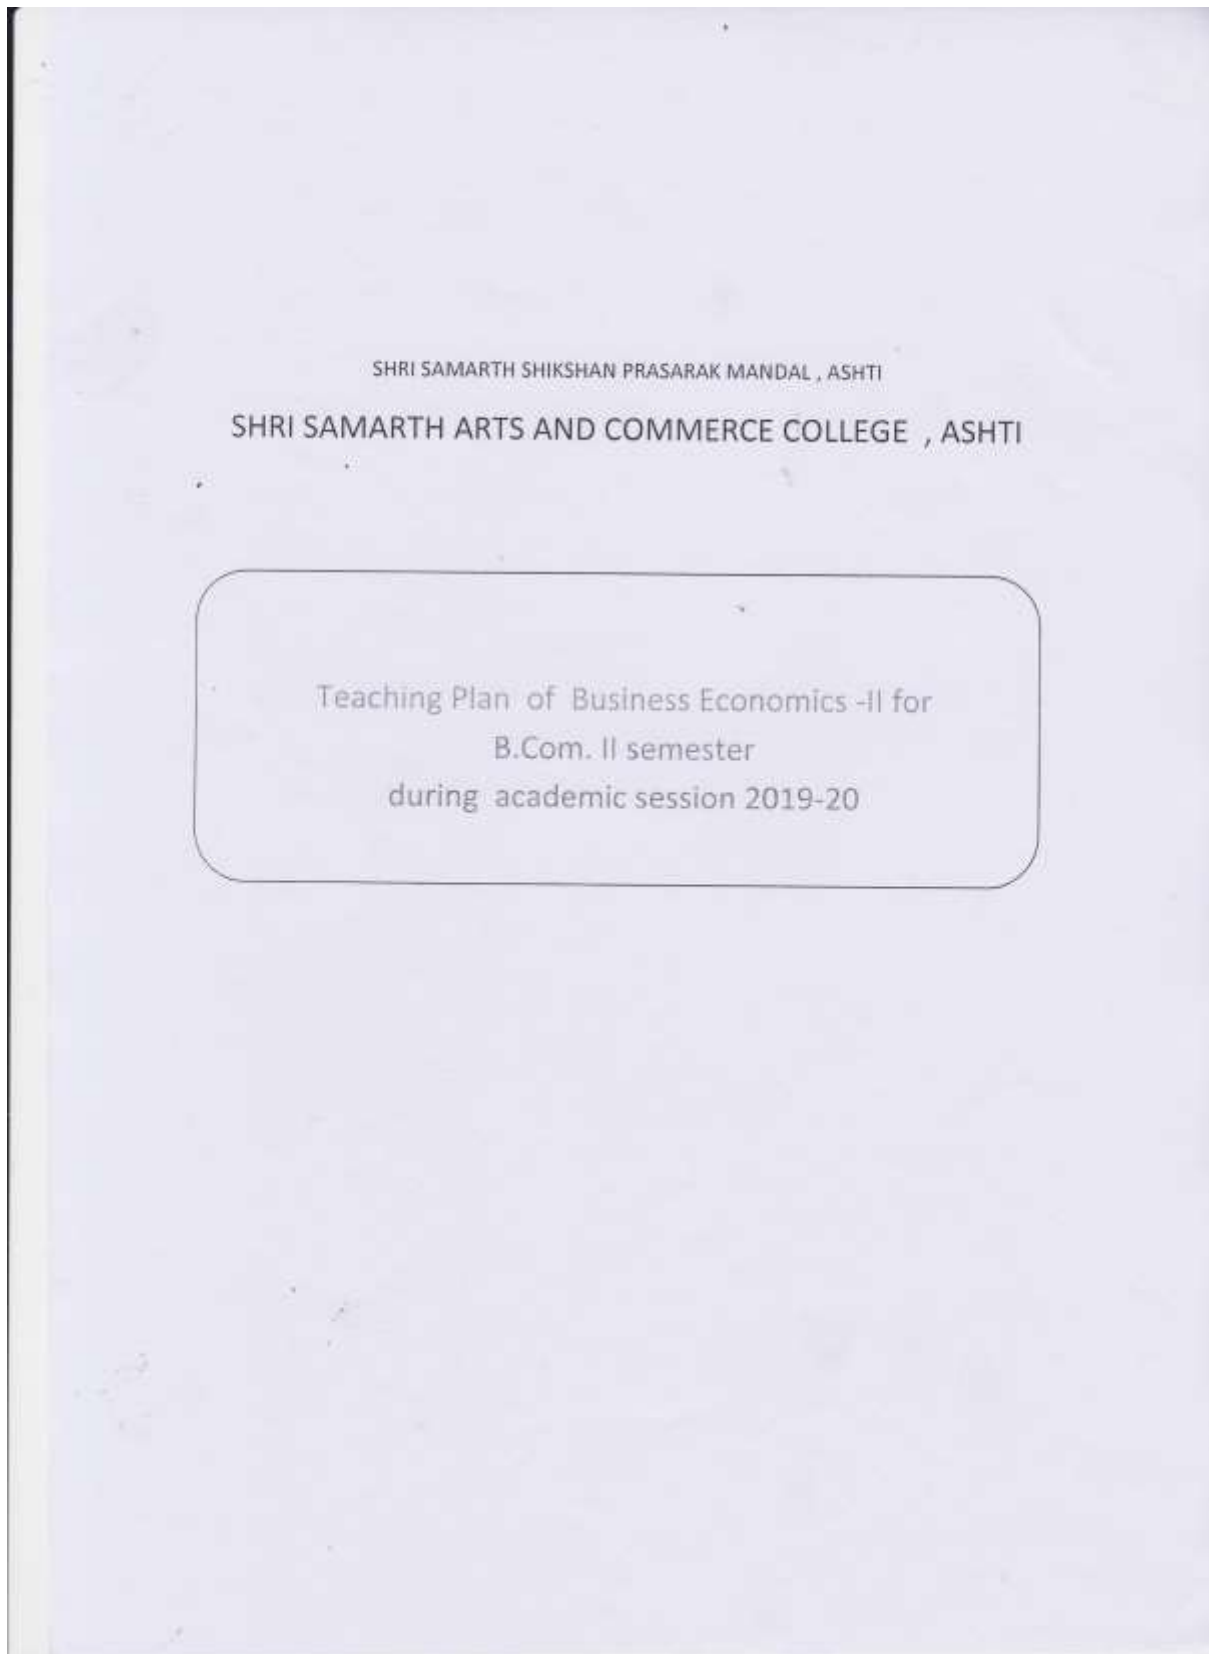 SHRI SAMARTH SHIKSHAN PRASARAK MANDAL , ASHTI
SHRI SAMARTH ARTS AND COMMERCE COLLEGE , ASHTI
Teaching Plan of Business Economics -II for
B.Com. II semester
during academic session 2019-20